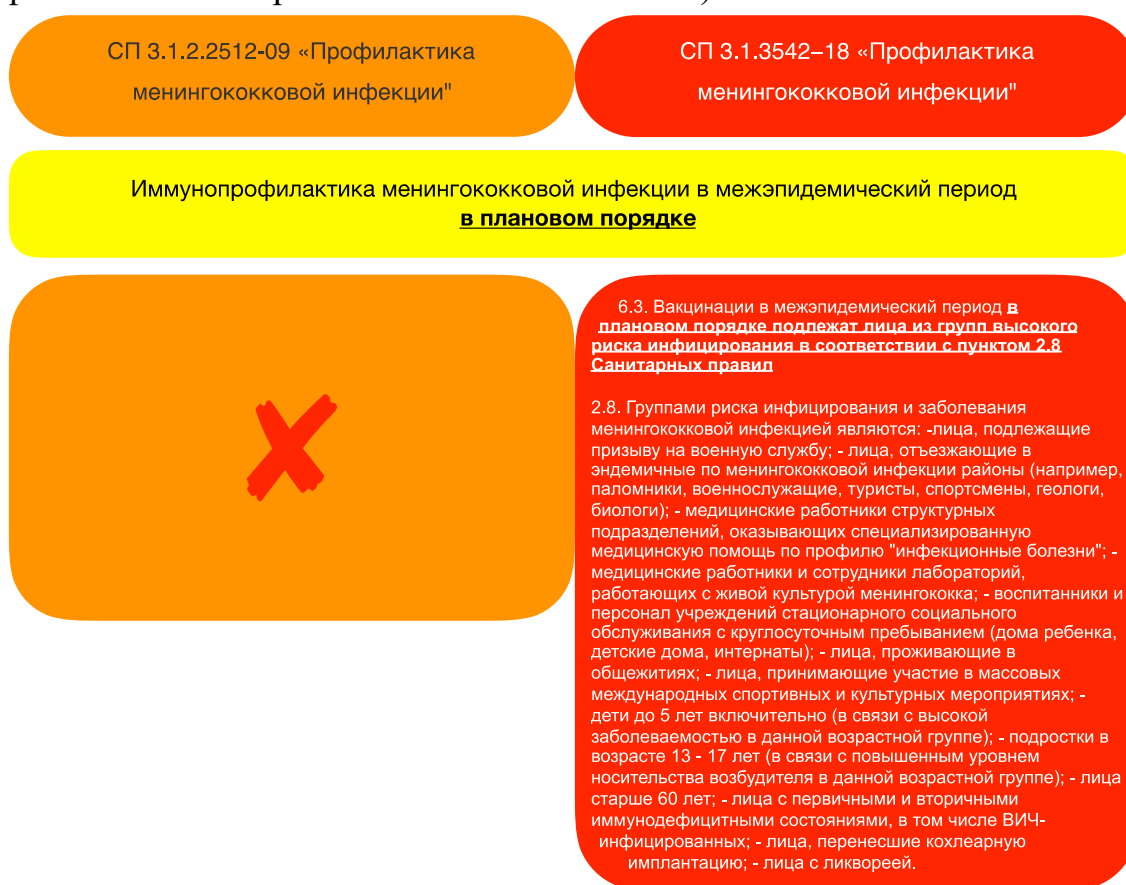 СП 3.1.2.2512-09 «Профилактика
менингококковой инфекции"
СП 3.1.3542–18 «Профилактика
менингококковой инфекции"
Иммунопрофилактика менингококковой инфекции в межэпидемический период
в плановом порядке
6.3. Вакцинации в межэпидемический период в
плановом порядке подлежат лица из групп высокого
риска инфицирования в соответствии с пунктом 2.8
Санитарных правил
2.8. Группами риска инфицирования и заболевания
менингококковой инфекцией являются: -лица, подлежащие
призыву на военную службу; - лица, отъезжающие в
эндемичные по менингококковой инфекции районы (например,
паломники, военнослужащие, туристы, спортсмены, геологи,
биологи); - медицинские работники структурных
подразделений, оказывающих специализированную
медицинскую помощь по профилю "инфекционные болезни"; -
медицинские работники и сотрудники лабораторий,
работающих с живой культурой менингококка; - воспитанники и
персонал учреждений стационарного социального
обслуживания с круглосуточным пребыванием (дома ребенка,
детские дома, интернаты); - лица, проживающие в
общежитиях; - лица, принимающие участие в массовых
международных спортивных и культурных мероприятиях; -
дети до 5 лет включительно (в связи с высокой
заболеваемостью в данной возрастной группе); - подростки в
возрасте 13 - 17 лет (в связи с повышенным уровнем
носительства возбудителя в данной возрастной группе); - лица
старше 60 лет; - лица с первичными и вторичными
иммунодефицитными состояниями, в том числе ВИЧ-
инфицированных; - лица, перенесшие кохлеарную
имплантацию; - лица с ликвореей.